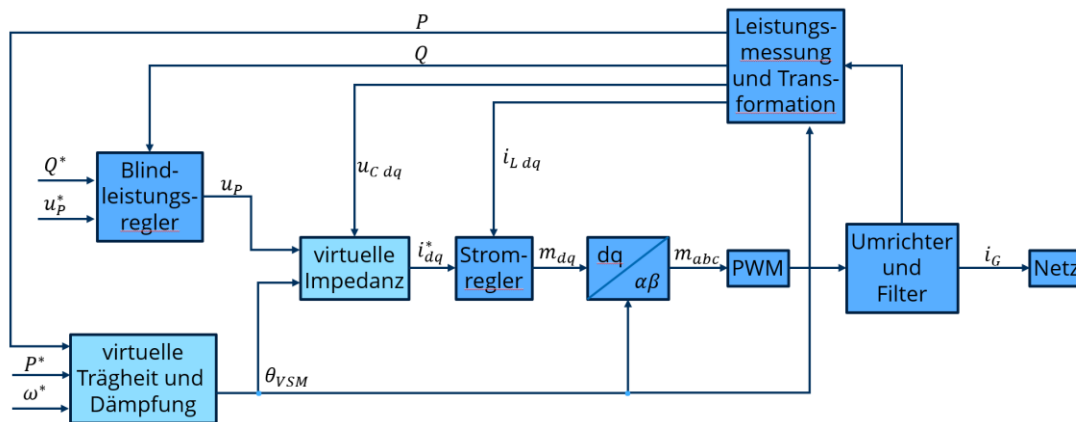 P
Leistungs-
messung
und Trans-
formation
Q
Q*
u_P^*
Blind-
leistungs-
regler
u_P
u_{C dq}
i_{L dq}
virtuelle
Impedanz
i_{dq}^*
Strom-
regler
m_{dq}
dq
αβ
m_{abc}
PWM
Umrichter
und
Filter
i_G
Netz
P*
ω*
virtuelle
Trägheit und
Dämpfung
θ_{VSM}